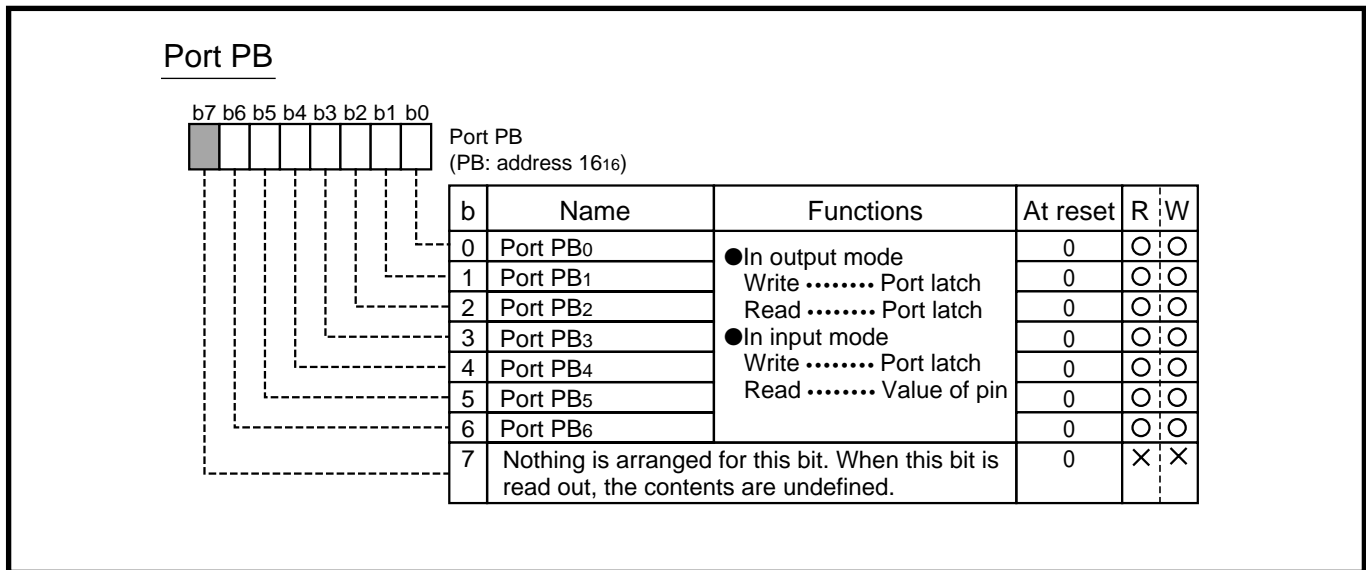 Port PB
b7 b6 b5 b4 b3 b2 b1 b0
Port PB
(PB: address 1616)
b Name Functions At reset R W
0 Port PB0 0 ○ ○
1 Port PB1 0 ○ ○
2 Port PB2 0 ○ ○
3 Port PB3 0 ○ ○
4 Port PB4 0 ○ ○
5 Port PB5 0 ○ ○
6 Port PB6 0 ○ ○
●In output mode
Write •••••••• Port latch
Read •••••••• Port latch
●In input mode
Write •••••••• Port latch
Read •••••••• Value of pin
7 Nothing is arranged for this bit. When this bit is 0 × ×
read out, the contents are undefined.